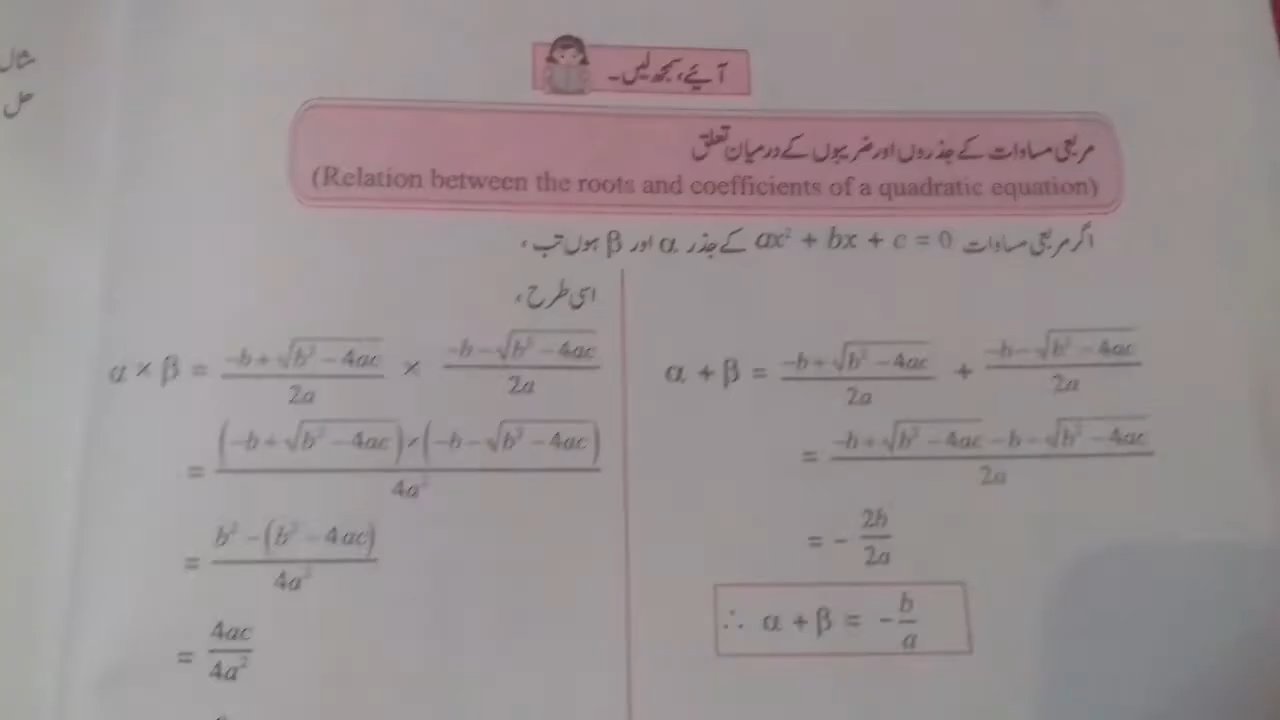 مثال
حل
آئیے، سمجھ لیں۔
مربعی مساوات کے جذروں اور ضریبوں کے درمیان تعلق
(Relation between the roots and coefficients of a quadratic equation)
اگر مربعی مساوات ax² + bx + c = 0 کے جذر α اور β ہوں تب،
α + β = (-b + √(b² - 4ac))/2a + (-b - √(b² - 4ac))/2a
= (-b + √(b² - 4ac) - b - √(b² - 4ac))/2a
= - 2b/2a
∴ α + β = - b/a
اسی طرح،
α × β = (-b + √(b² - 4ac))/2a × (-b - √(b² - 4ac))/2a
= ((-b + √(b² - 4ac)) × (-b - √(b² - 4ac)))/4a²
= (b² - (b² - 4ac))/4a²
= 4ac/4a²